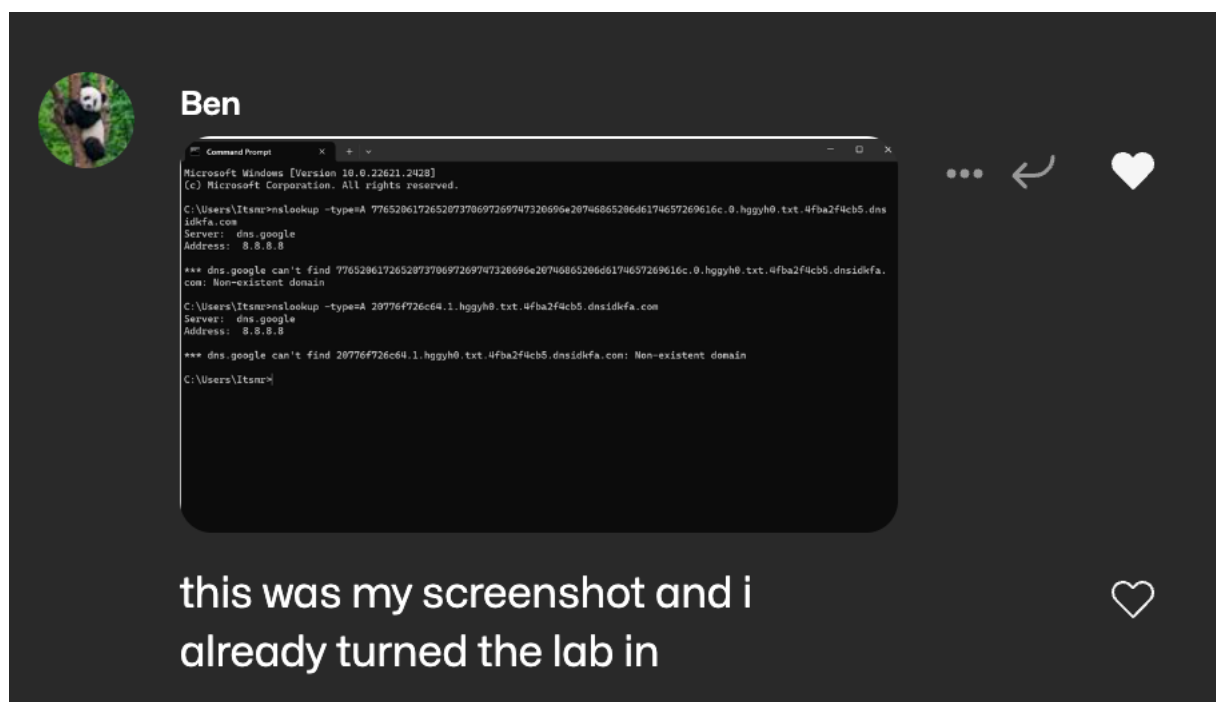 Ben
Command Prompt
Microsoft Windows [Version 10.0.22621.2428]
(c) Microsoft Corporation. All rights reserved.
C:\Users\Itsmr>nslookup -type=A 776520617265207370697269747320696e20746865206d6174657269616c.0.hggyh0.txt.4fba2f4cb5.dns
idkfa.com
Server: dns.google
Address: 8.8.8.8
*** dns.google can't find 776520617265207370697269747320696e20746865206d6174657269616c.0.hggyh0.txt.4fba2f4cb5.dnsidkfa.
com: Non-existent domain
C:\Users\Itsmr>nslookup -type=A 20776f726c64.1.hggyh0.txt.4fba2f4cb5.dnsidkfa.com
Server: dns.google
Address: 8.8.8.8
*** dns.google can't find 20776f726c64.1.hggyh0.txt.4fba2f4cb5.dnsidkfa.com: Non-existent domain
C:\Users\Itsmr>
this was my screenshot and i
already turned the lab in